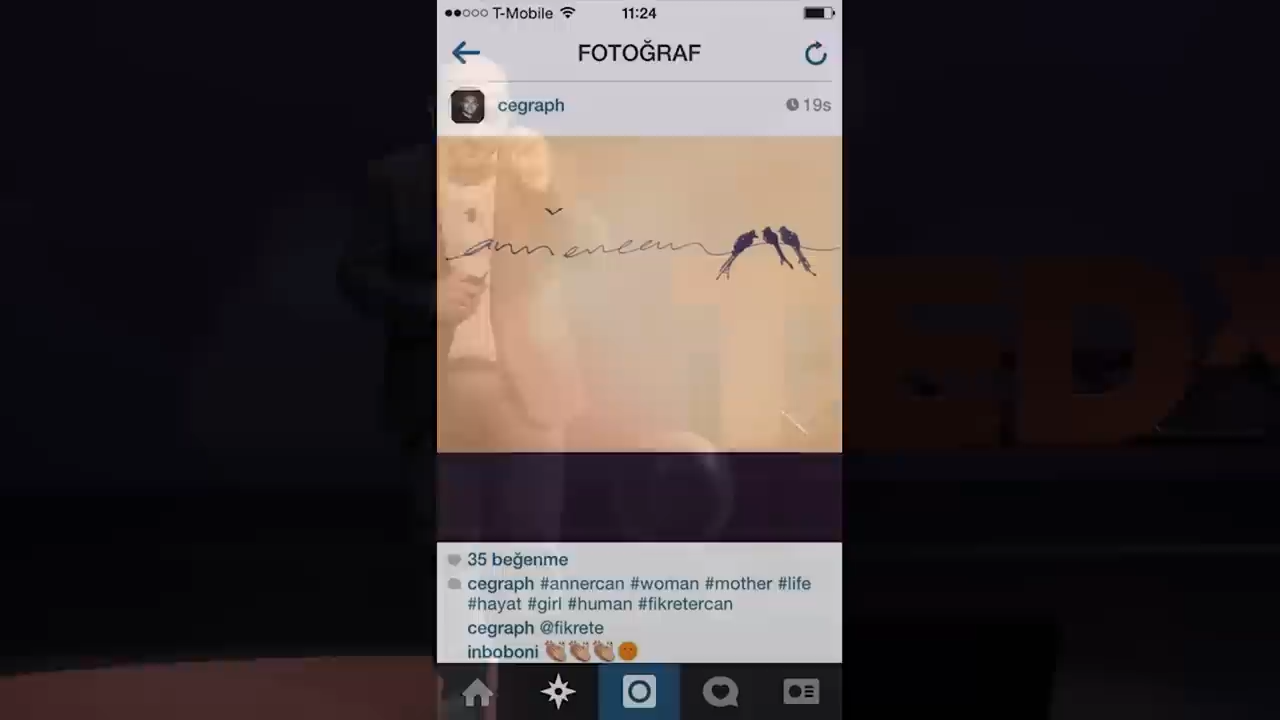 T-Mobile 11:24
FOTOĞRAF
cegraph 19s
TEDx
35 beğenme
cegraph #annercan #woman #mother #life
#hayat #girl #human #fikretercan
cegraph @fikrete
inboboni 👏👏👏